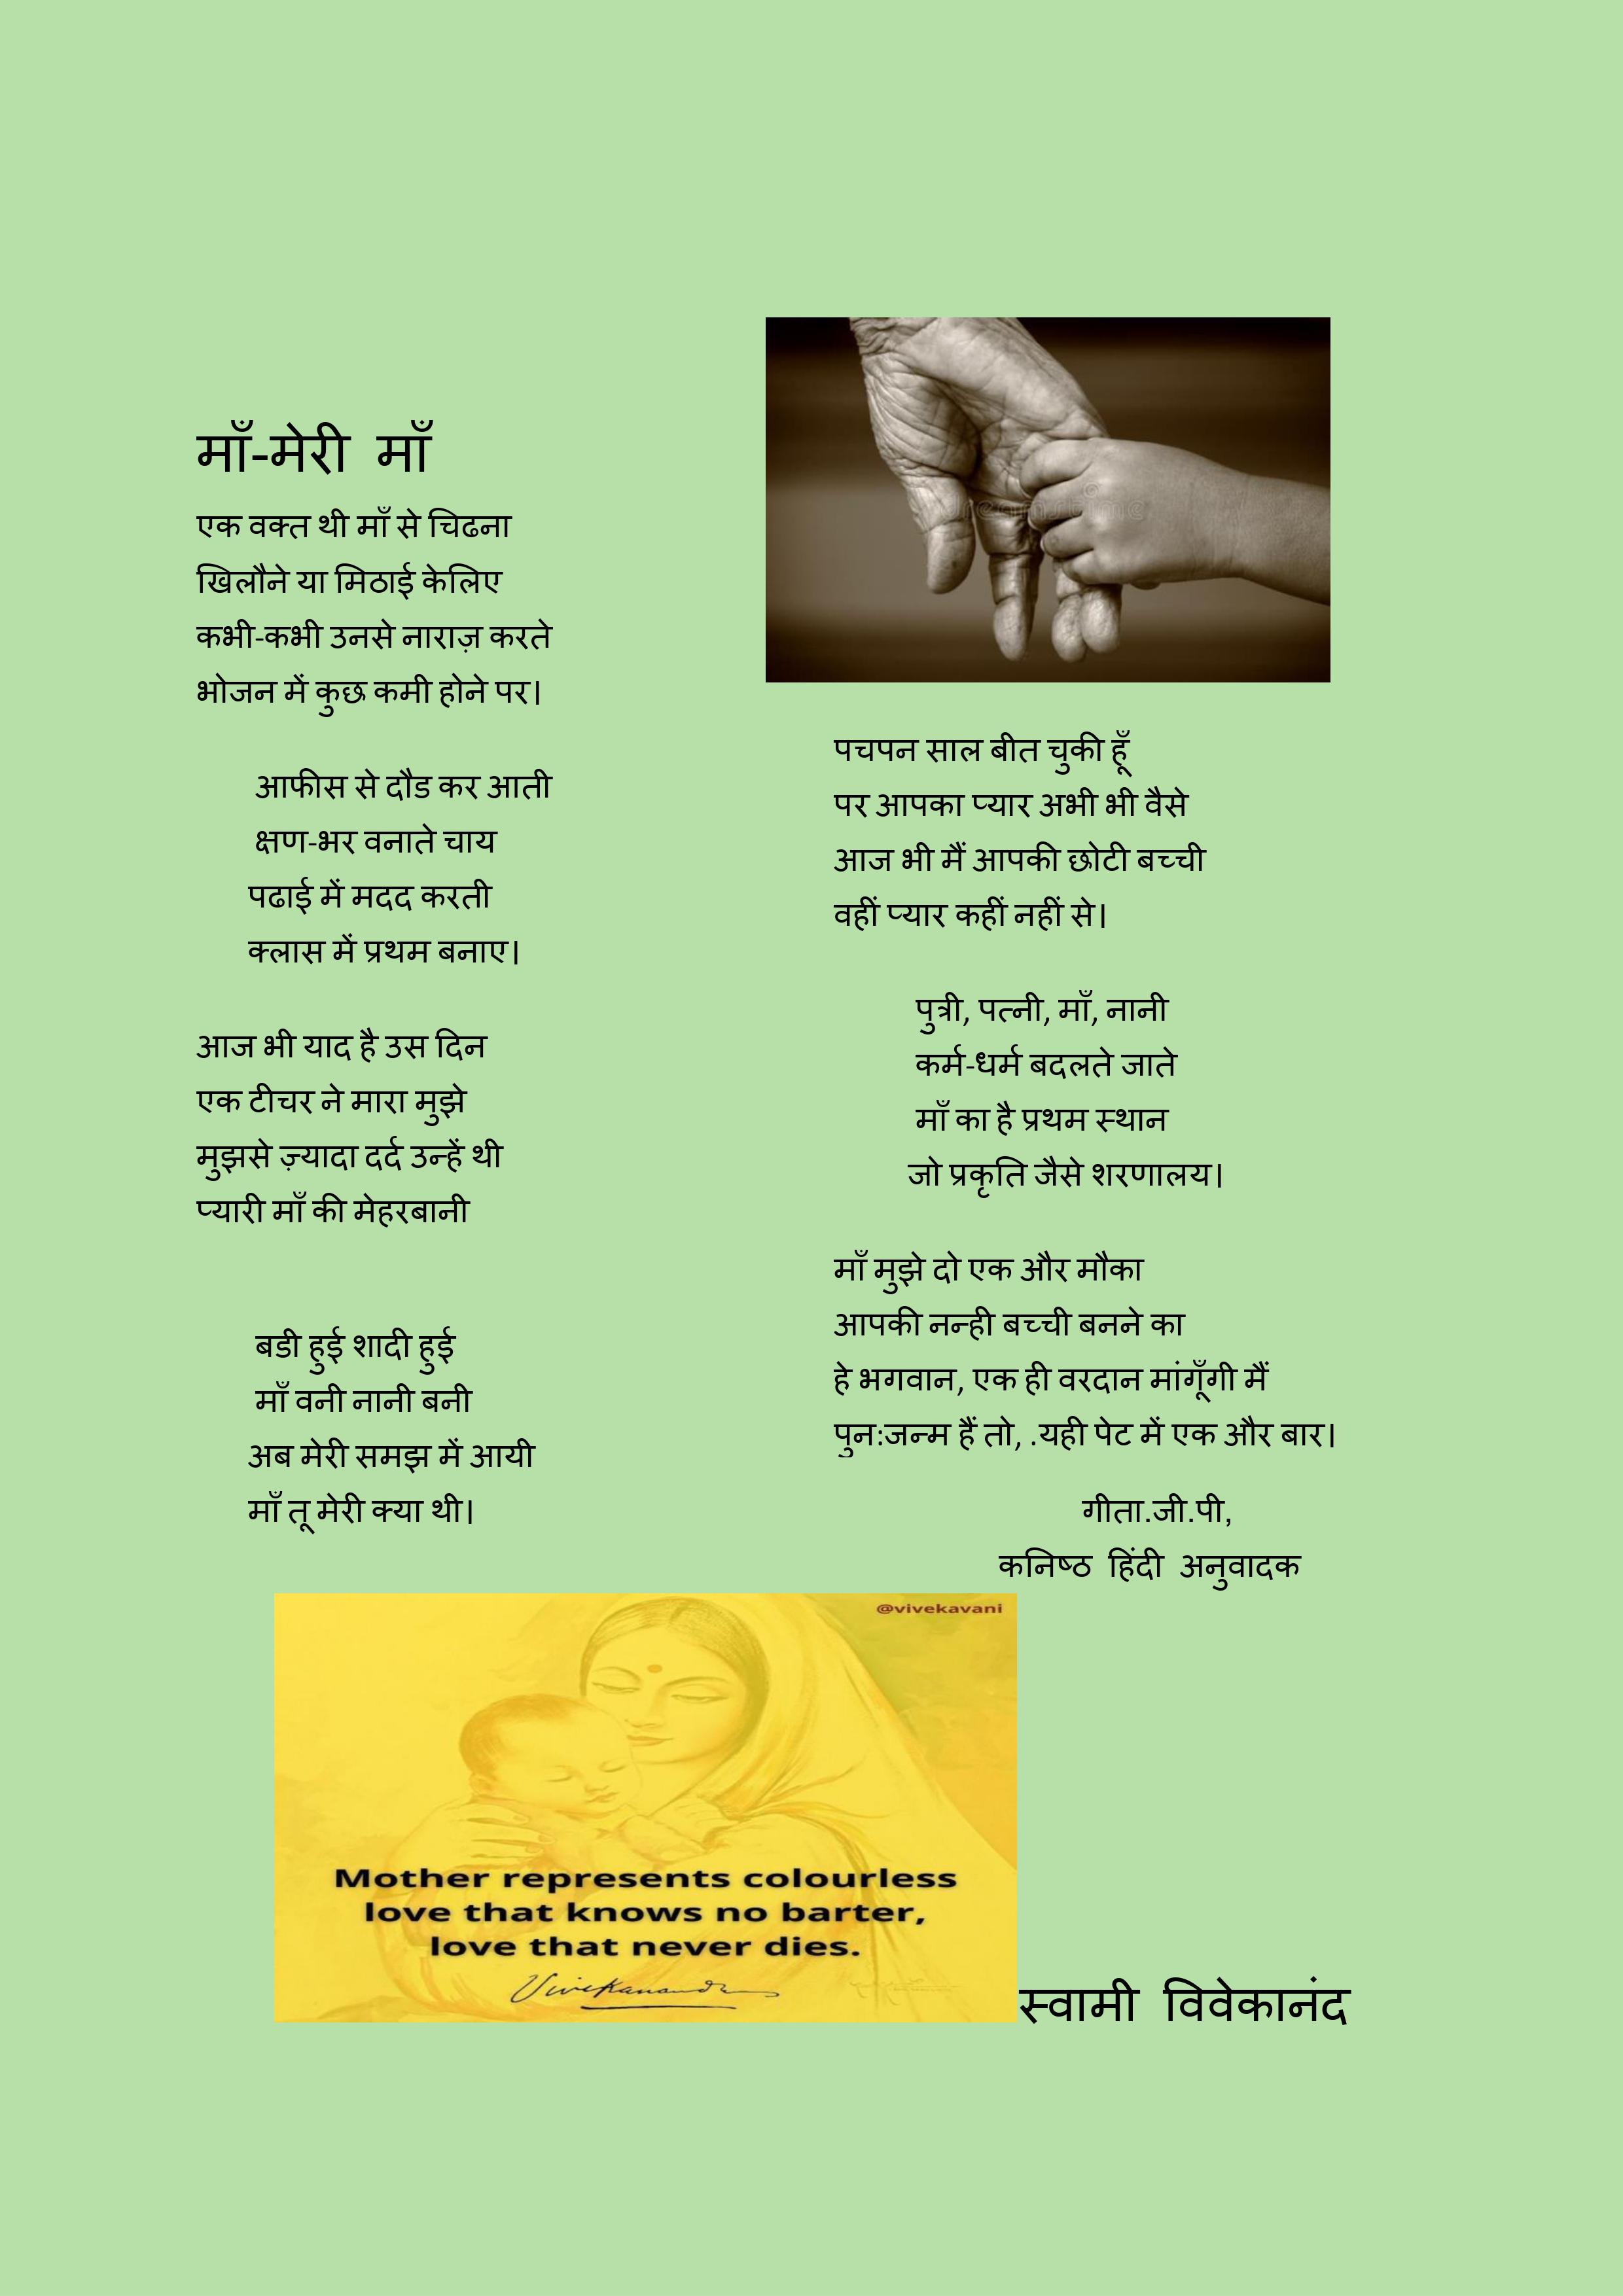 माँ-मेरी माँ
एक वक्त थी माँ से चिढना
खिलौने या मिठाई केलिए
कभी-कभी उनसे नाराज़ करते
भोजन में कुछ कमी होने पर।
आफीस से दौड कर आती
क्षण-भर वनाते चाय
पढाई में मदद करती
क्लास में प्रथम बनाए।
आज भी याद है उस दिन
एक टीचर ने मारा मुझे
मुझसे ज़्यादा दर्द उन्हें थी
प्यारी माँ की मेहरबानी
बडी हुई शादी हुई
माँ वनी नानी बनी
अब मेरी समझ में आयी
माँ तू मेरी क्या थी।
dreamstime
पचपन साल बीत चुकी हूँ
पर आपका प्यार अभी भी वैसे
आज भी मैं आपकी छोटी बच्ची
वहीं प्यार कहीं नहीं से।
पुत्री, पत्नी, माँ, नानी
कर्म-धर्म बदलते जाते
माँ का है प्रथम स्थान
जो प्रकृति जैसे शरणालय।
माँ मुझे दो एक और मौका
आपकी नन्ही बच्ची बनने का
हे भगवान, एक ही वरदान मांगूँगी मैं
पुनःजन्म हैं तो, .यही पेट में एक और बार।
गीता.जी.पी,
कनिष्ठ हिंदी अनुवादक
@vivekavani
Mother represents colourless
love that knows no barter,
love that never dies.
Vivekananda
स्वामी विवेकानंद